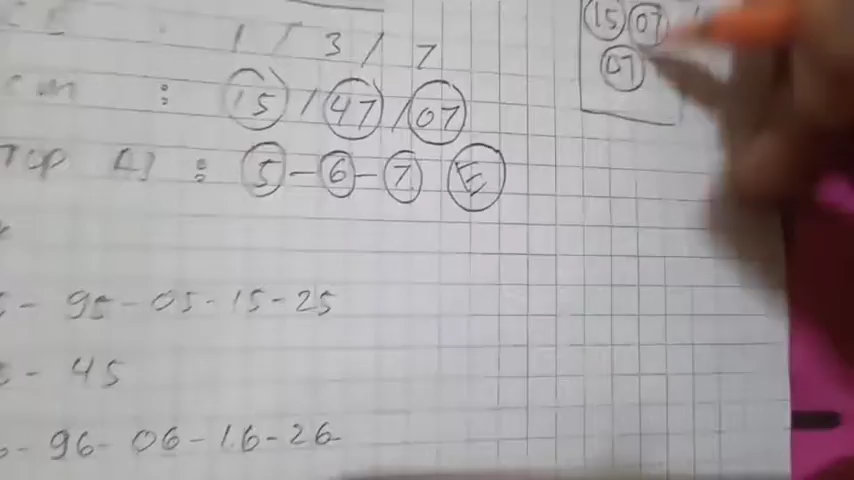 15 07
07
1 / 3 / 7
: 15 / 47 / 07
TOP : 5 - 6 - 7 E
- 95 - 05 - 15 - 25
- 45
- 96 - 06 - 16 - 26